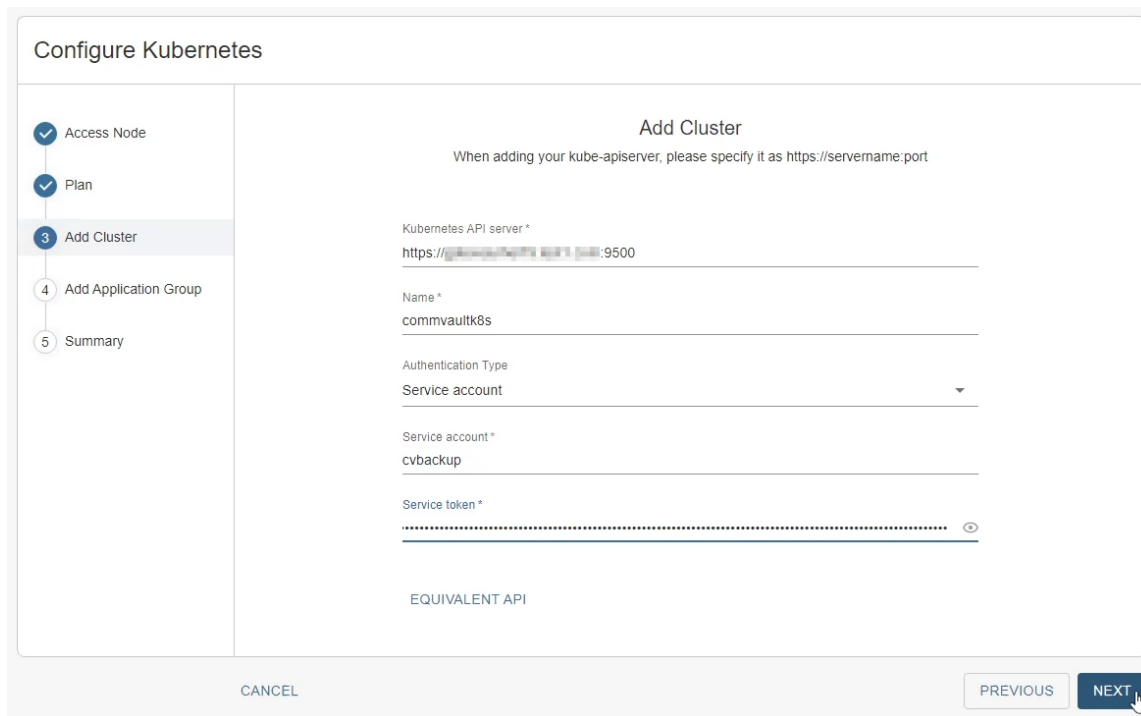 Configure Kubernetes
Access Node
Plan
3 Add Cluster
4 Add Application Group
5 Summary
Add Cluster
When adding your kube-apiserver, please specify it as https://servername:port
Kubernetes API server *
https:// :9500
Name *
commvaultk8s
Authentication Type
Service account
Service account *
cvbackup
Service token *
EQUIVALENT API
CANCEL
PREVIOUS
NEXT